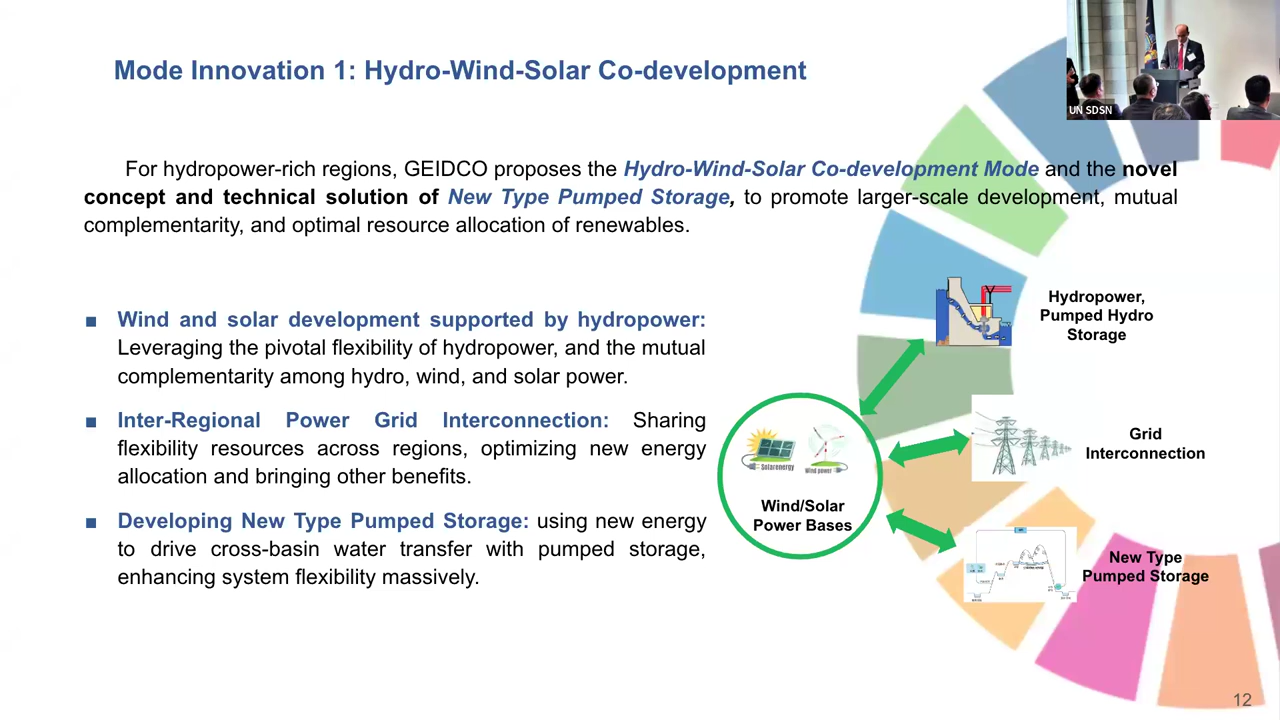 Mode Innovation 1: Hydro-Wind-Solar Co-development
UN SDSN
For hydropower-rich regions, GEIDCO proposes the Hydro-Wind-Solar Co-development Mode and the novel
concept and technical solution of New Type Pumped Storage, to promote larger-scale development, mutual
complementarity, and optimal resource allocation of renewables.
■ Wind and solar development supported by hydropower:
Leveraging the pivotal flexibility of hydropower, and the mutual
complementarity among hydro, wind, and solar power.
■ Inter-Regional Power Grid Interconnection: Sharing
flexibility resources across regions, optimizing new energy
allocation and bringing other benefits.
■ Developing New Type Pumped Storage: using new energy
to drive cross-basin water transfer with pumped storage,
enhancing system flexibility massively.
Solarenergy
Wind power
Wind/Solar
Power Bases
Hydropower,
Pumped Hydro
Storage
Grid
Interconnection
New Type
Pumped Storage
12